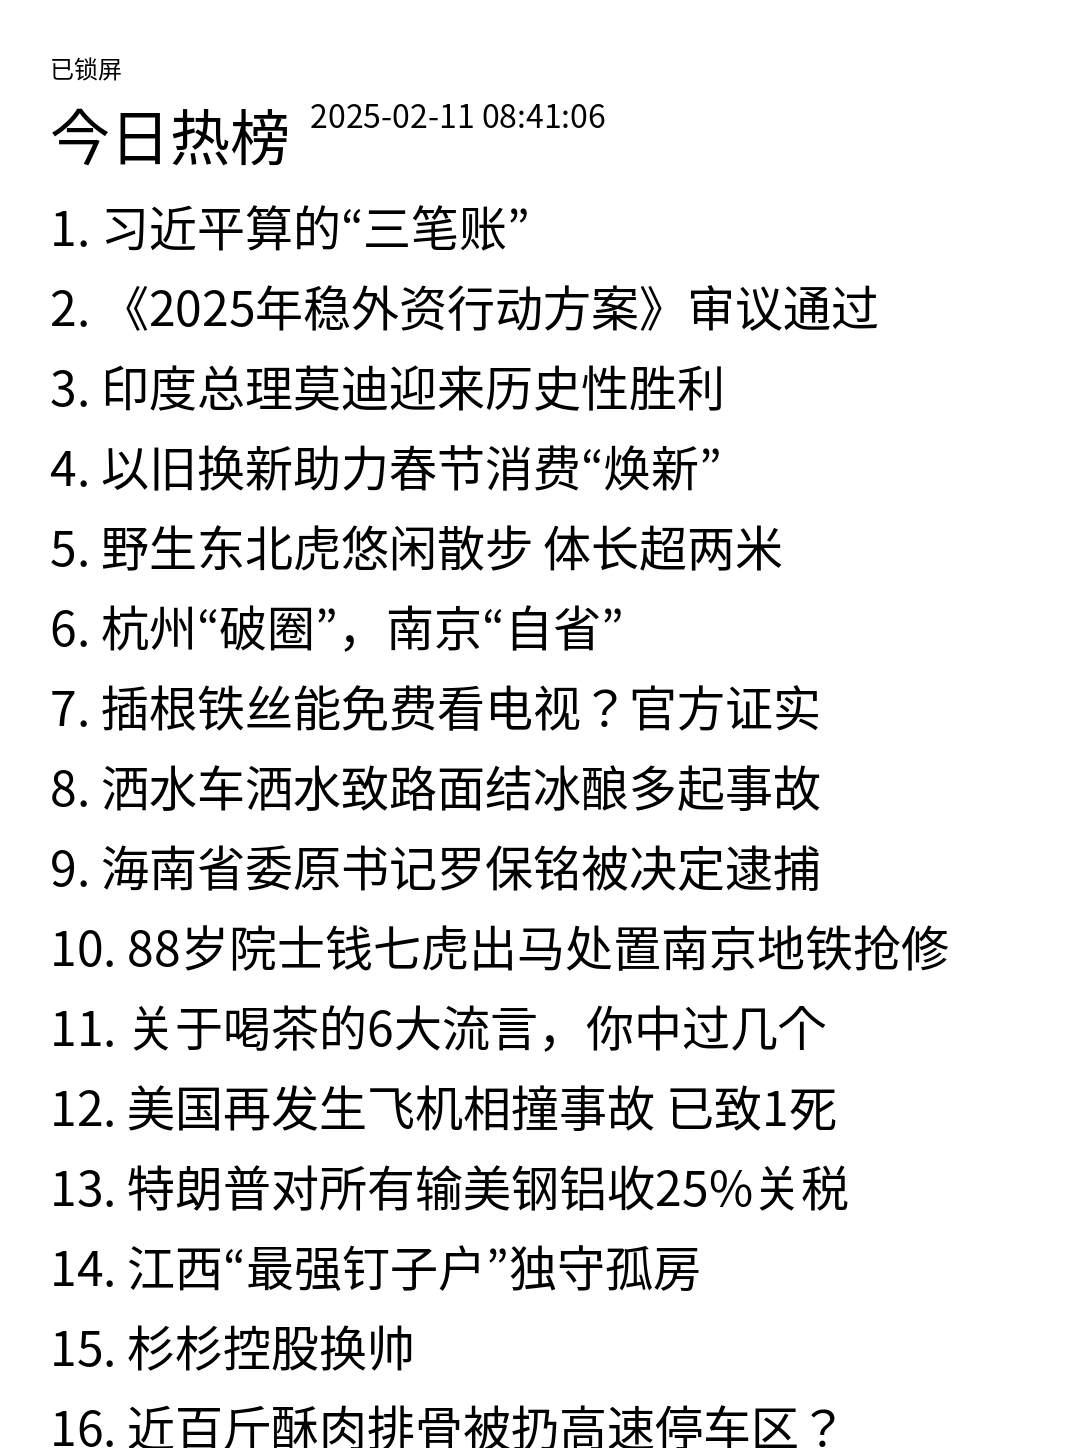 已锁屏
今日热榜 2025-02-11 08:41:06
1. 习近平算的“三笔账”
2. 《2025年稳外资行动方案》审议通过
3. 印度总理莫迪迎来历史性胜利
4. 以旧换新助力春节消费“焕新”
5. 野生东北虎悠闲散步 体长超两米
6. 杭州“破圈”，南京“自省”
7. 插根铁丝能免费看电视？官方证实
8. 洒水车洒水致路面结冰酿多起事故
9. 海南省委原书记罗保铭被决定逮捕
10. 88岁院士钱七虎出马处置南京地铁抢修
11. 关于喝茶的6大流言，你中过几个
12. 美国再发生飞机相撞事故 已致1死
13. 特朗普对所有输美钢铝收25%关税
14. 江西“最强钉子户”独守孤房
15. 杉杉控股换帅
16. 近百斤酥肉排骨被扔高速停车区？